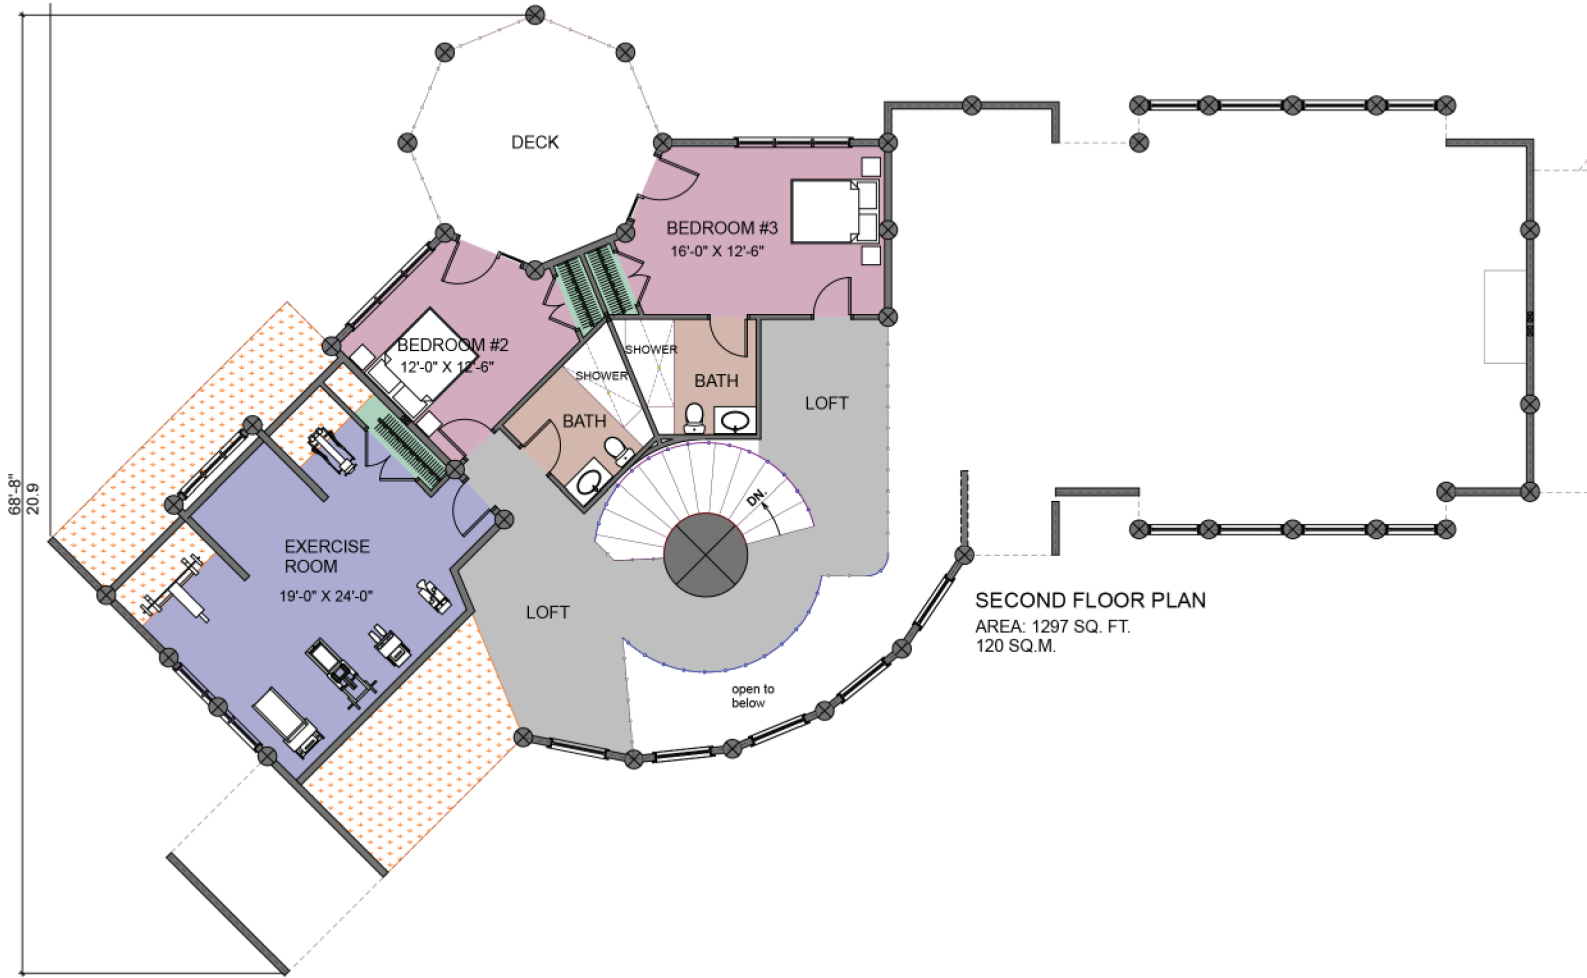 DECK
BEDROOM #3
16'-0" X 12'-6"
BEDROOM #2
12'-0" X 12'-6"
SHOWER
SHOWER
BATH
BATH
LOFT
DN.
68'-8"
20.9
EXERCISE
ROOM
19'-0" X 24'-0"
LOFT
SECOND FLOOR PLAN
AREA: 1297 SQ. FT.
120 SQ.M.
open to
below